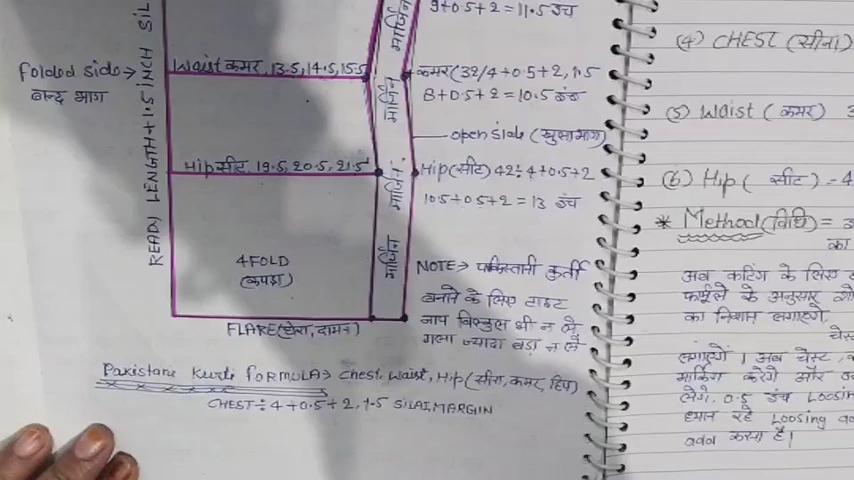 9+0.5+2=11.5 इंच
मार्जिन
READY LENGTH+1.5 INCH SIL
Folded side→
बन्द भाग
Waist कमर, 13.5, 14.5, 15.5
कमर(32/4+0.5+2, 1.5
8+0.5+2=10.5 इंच
मार्जिन
open side (खुला भाग)
Hip सीट, 19.5, 20.5, 21.5
Hip(सीट) 42÷4+0.5+2
10.5+0.5+2=13 इंच
मार्जिन
4 FOLD
(कपड़ा)
मार्जिन
NOTE→ पाकिस्तानी कुर्ती
बनाने के लिए टाइट
नाप बिल्कुल भी न ले
गला ज्यादा बड़ा न लें
FLARE(घेरा, दामन)
Pakistani Kurti FORMULA→ Chest, Waist, Hip(सीना, कमर, हिप)
CHEST÷4+0.5+2, 1.5 SILAI MARGIN
(4) CHEST (सीना)
(5) Waist (कमर) 3
(6) Hip (सीट) - 4
* Method(विधि) =
का
अब कटिंग के लिए
फार्मूले के अनुसार
का निशान लगाएगें
चेस्
लगाएगें। अब चेस्ट,
मार्किंग करेगें और
लेगें, 0.5 इंच Loosin
ध्यान रहे Loosing
करना है।